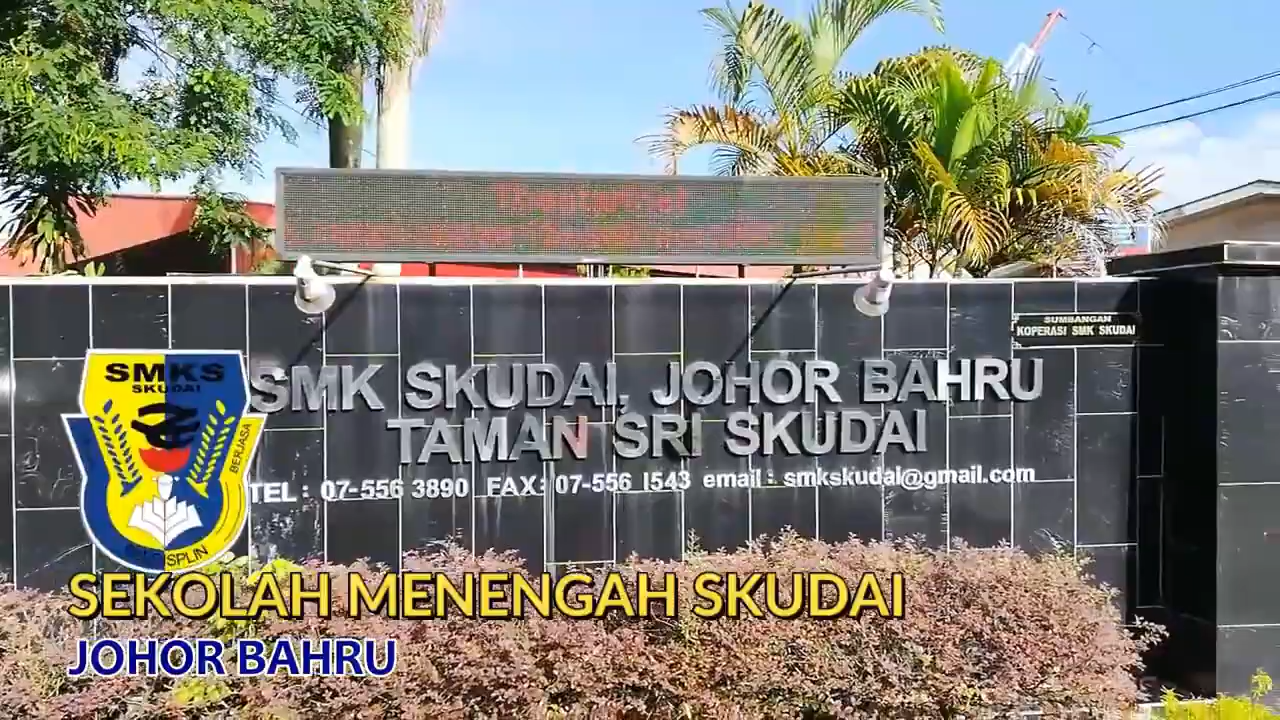 SUMBANGAN
KOPERASI SMK SKUDAI
SMK SKUDAI, JOHOR BAHRU
TAMAN SRI SKUDAI
TEL : 07-556 3890 FAX: 07-556 1543 email : smkskudai@gmail.com
SMKS
SKUDAI
BERJASA
SEKOLAH MENENGAH SKUDAI
JOHOR BAHRU